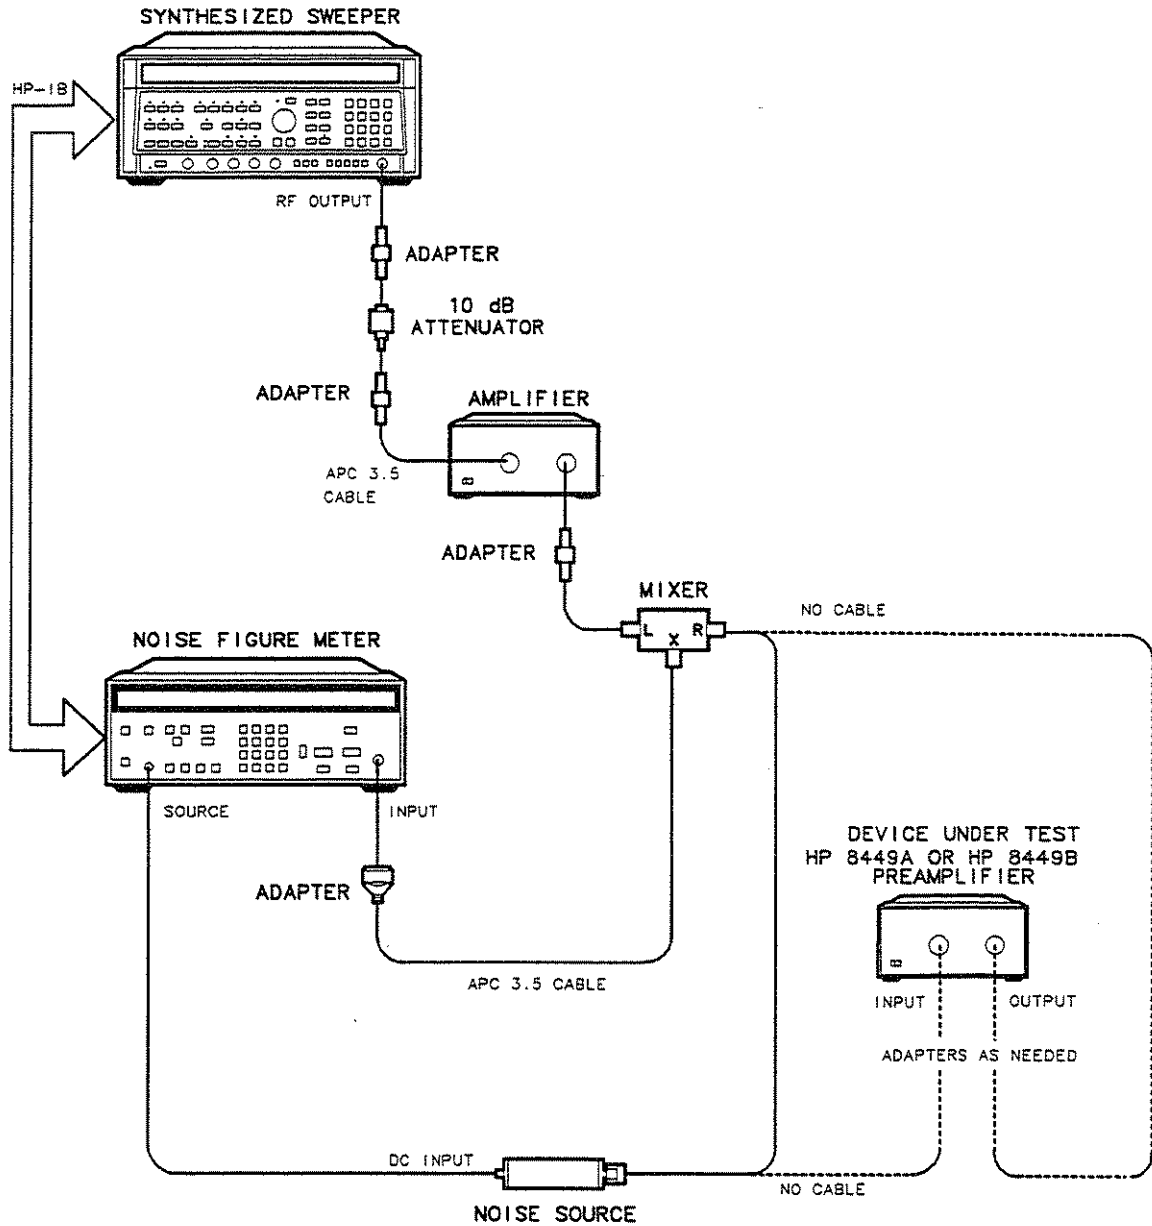 SYNTHESIZED SWEEPER
HP-IB
RF OUTPUT
ADAPTER
10 dB
ATTENUATOR
ADAPTER
AMPLIFIER
APC 3.5
CABLE
ADAPTER
MIXER
L
X
R
NO CABLE
NOISE FIGURE METER
SOURCE
INPUT
ADAPTER
APC 3.5 CABLE
DEVICE UNDER TEST
HP 8449A OR HP 8449B
PREAMPLIFIER
INPUT
OUTPUT
ADAPTERS AS NEEDED
DC INPUT
NO CABLE
NOISE SOURCE